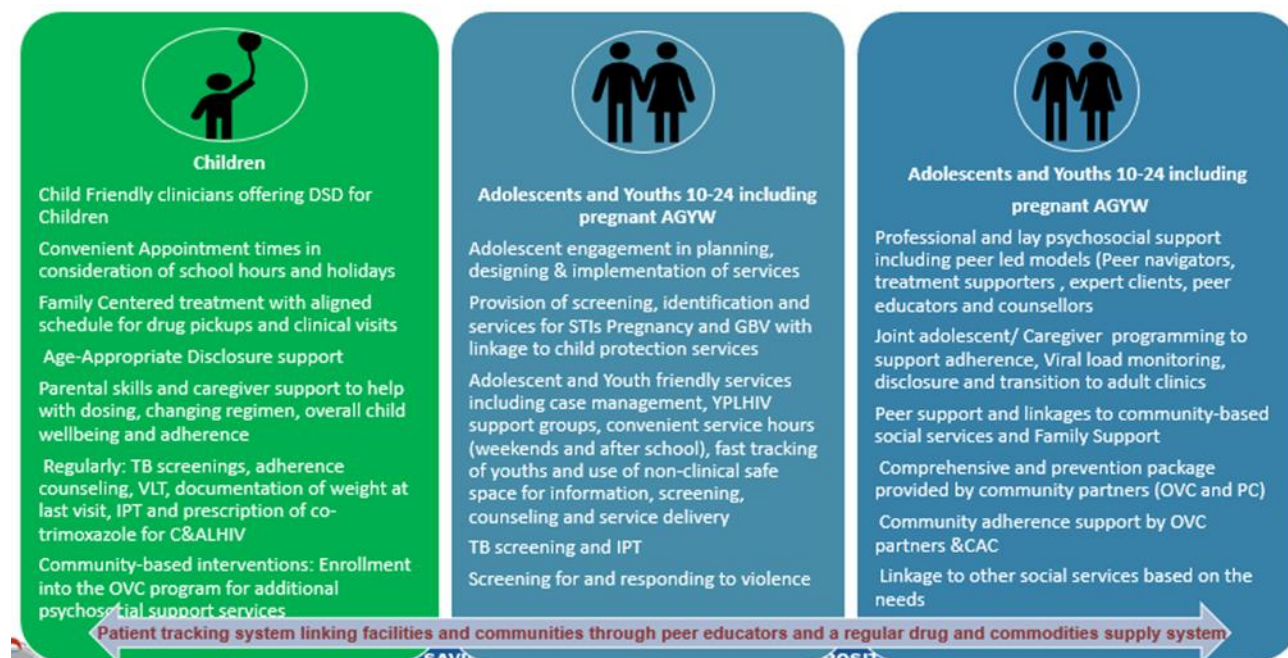 Children
Child Friendly clinicians offering DSD for
Children
Convenient Appointment times in
consideration of school hours and holidays
Family Centered treatment with aligned
schedule for drug pickups and clinical visits
Age-Appropriate Disclosure support
Parental skills and caregiver support to help
with dosing, changing regimen, overall child
wellbeing and adherence
Regularly: TB screenings, adherence
counseling, VLT, documentation of weight at
last visit, IPT and prescription of co-
trimoxazole for C&ALHIV
Community-based interventions: Enrollment
into the OVC program for additional
psychosocial support services
Adolescents and Youths 10-24 including
pregnant AGYW
Adolescent engagement in planning,
designing & implementation of services
Provision of screening, identification and
services for STIs Pregnancy and GBV with
linkage to child protection services
Adolescent and Youth friendly services
including case management, YPLHIV
support groups, convenient service hours
(weekends and after school), fast tracking
of youths and use of non-clinical safe
space for information, screening,
counseling and service delivery
TB screening and IPT
Screening for and responding to violence
Adolescents and Youths 10-24 including
pregnant AGYW
Professional and lay psychosocial support
including peer led models (Peer navigators,
treatment supporters , expert clients, peer
educators and counsellors
Joint adolescent/ Caregiver programming to
support adherence, Viral load monitoring,
disclosure and transition to adult clinics
Peer support and linkages to community-based
social services and Family Support
Comprehensive and prevention package
provided by community partners (OVC and PC)
Community adherence support by OVC
partners &CAC
Linkage to other social services based on the
needs
Patient tracking system linking facilities and communities through peer educators and a regular drug and commodities supply system